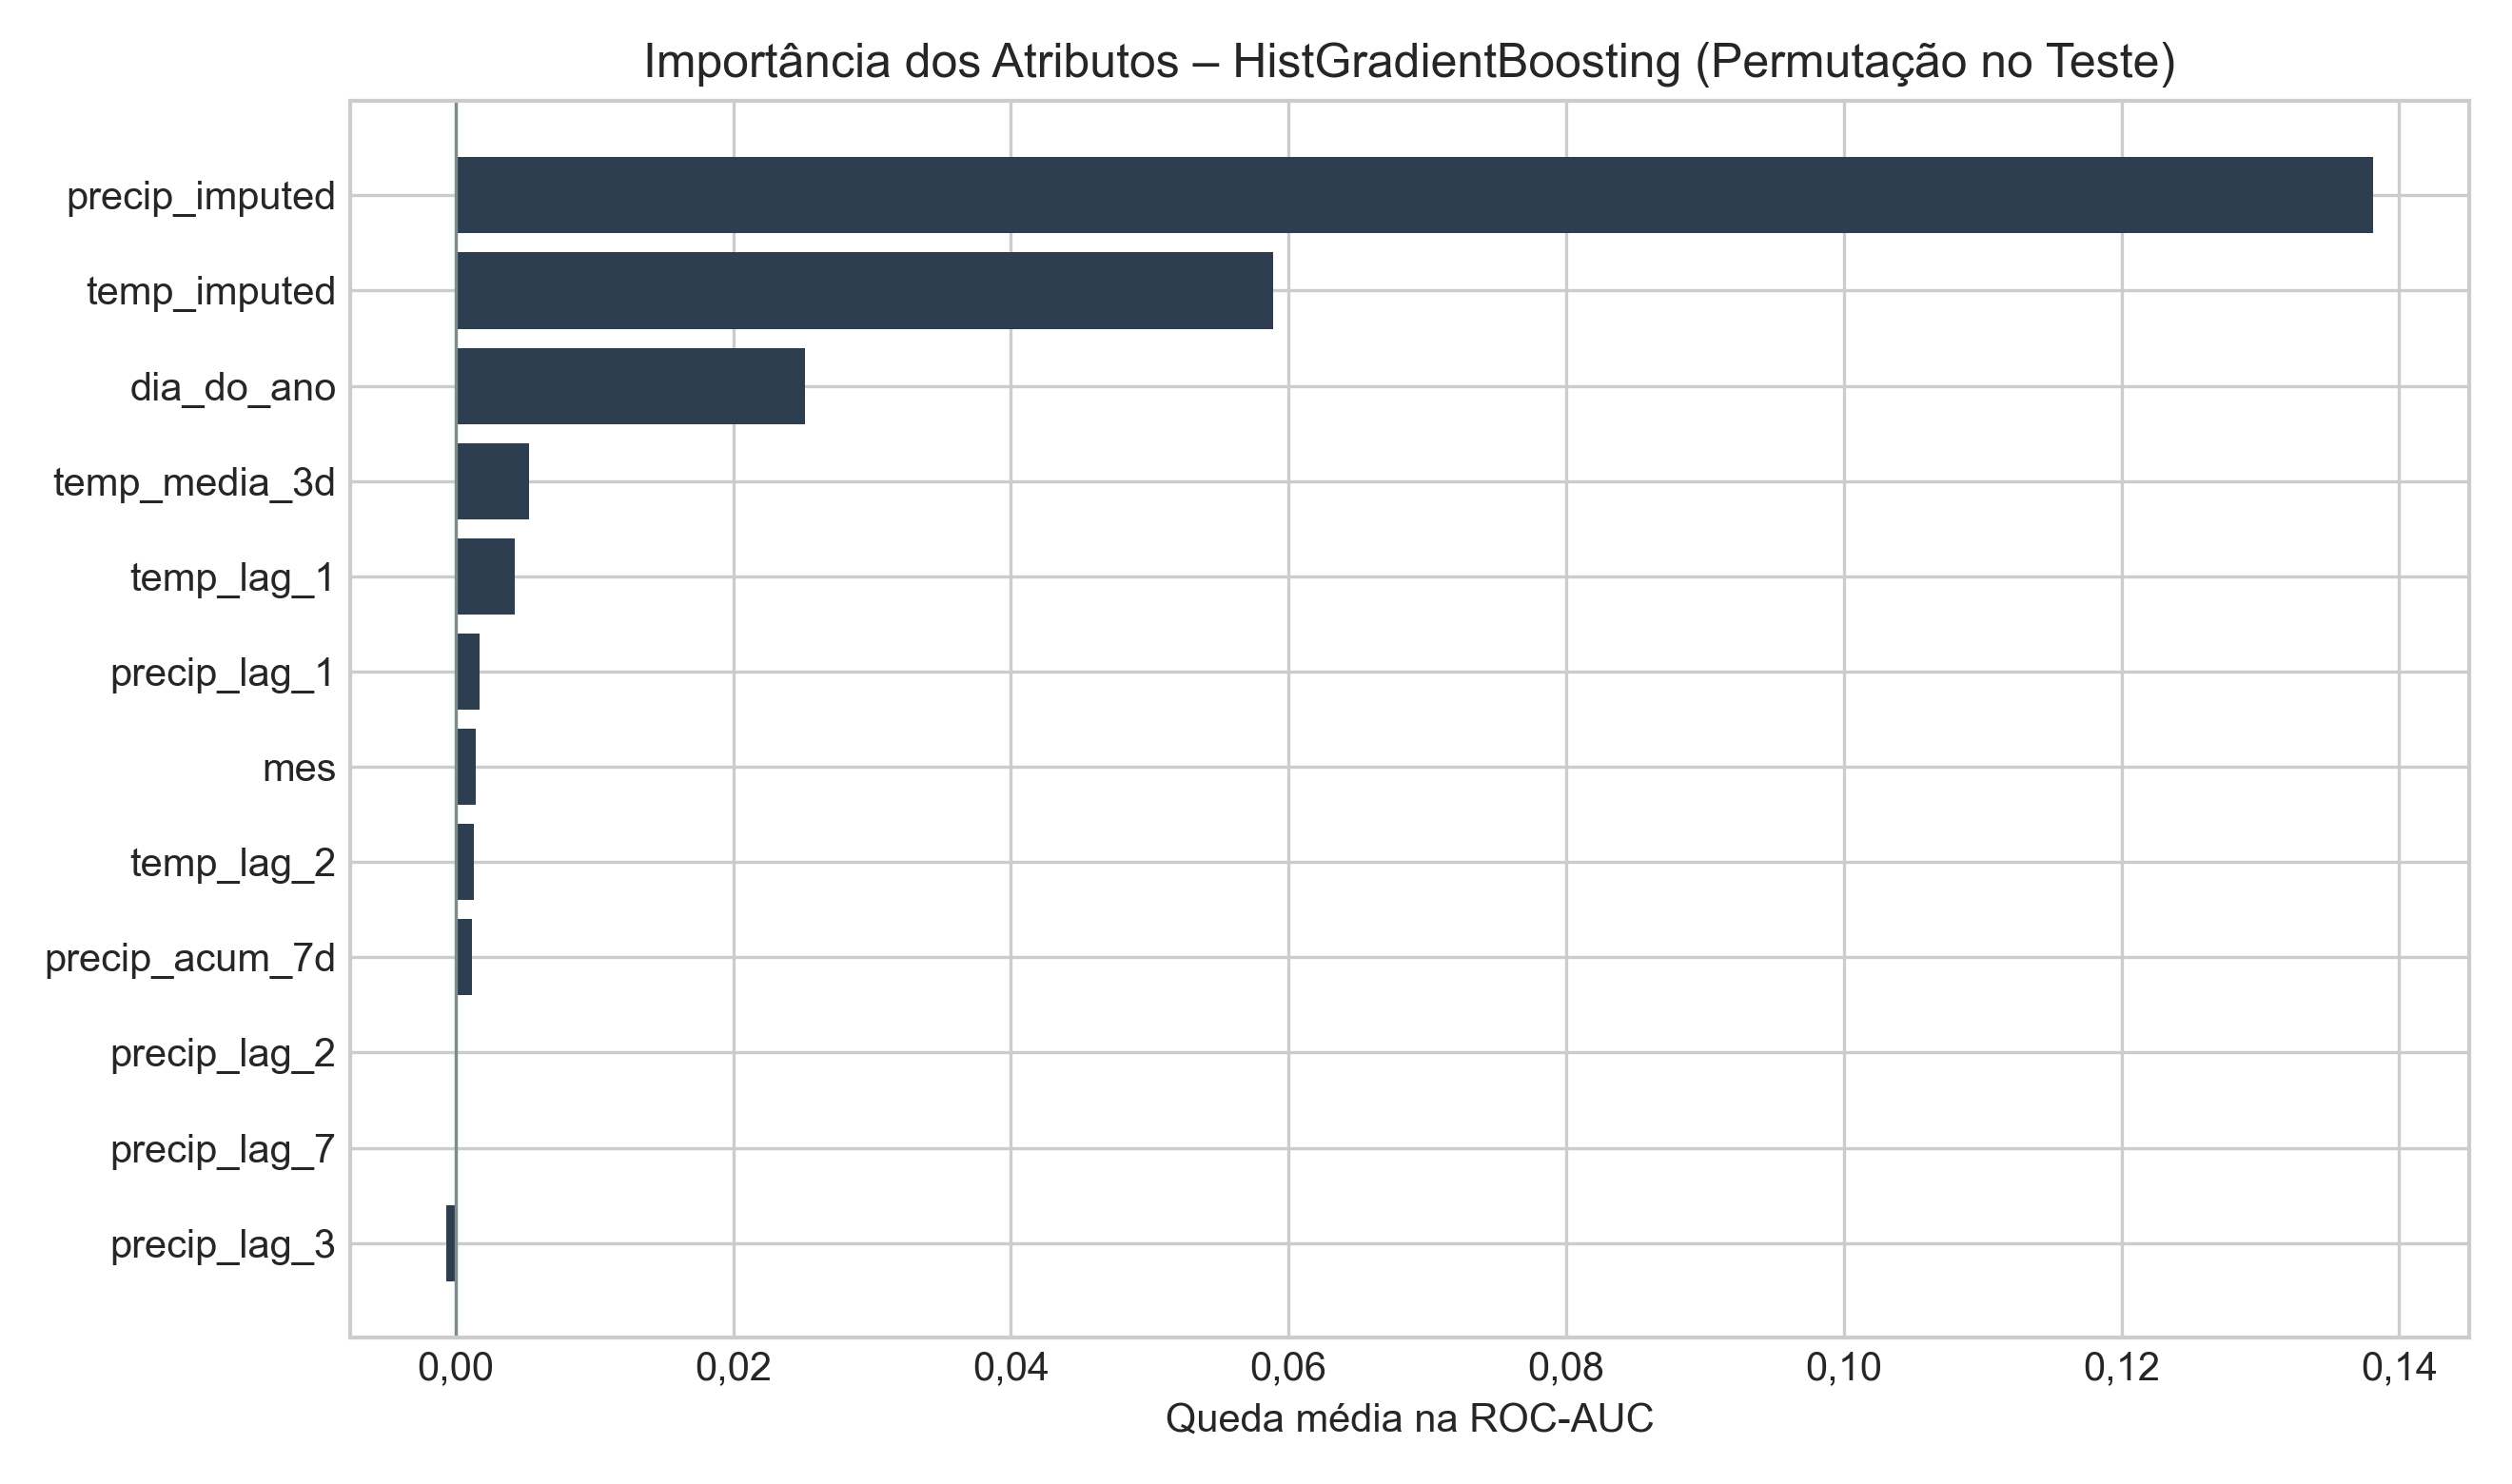 Importância dos Atributos – HistGradientBoosting (Permutação no Teste)
precip_imputed
temp_imputed
dia_do_ano
temp_media_3d
temp_lag_1
precip_lag_1
mes
temp_lag_2
precip_acum_7d
precip_lag_2
precip_lag_7
precip_lag_3
0,00 0,02 0,04 0,06 0,08 0,10 0,12 0,14
Queda média na ROC-AUC